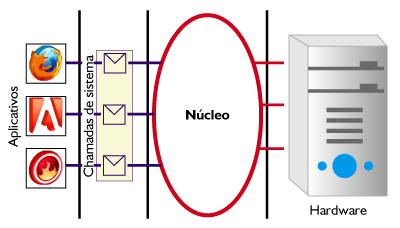 Aplicativos
Chamadas de sistema
Núcleo
Hardware